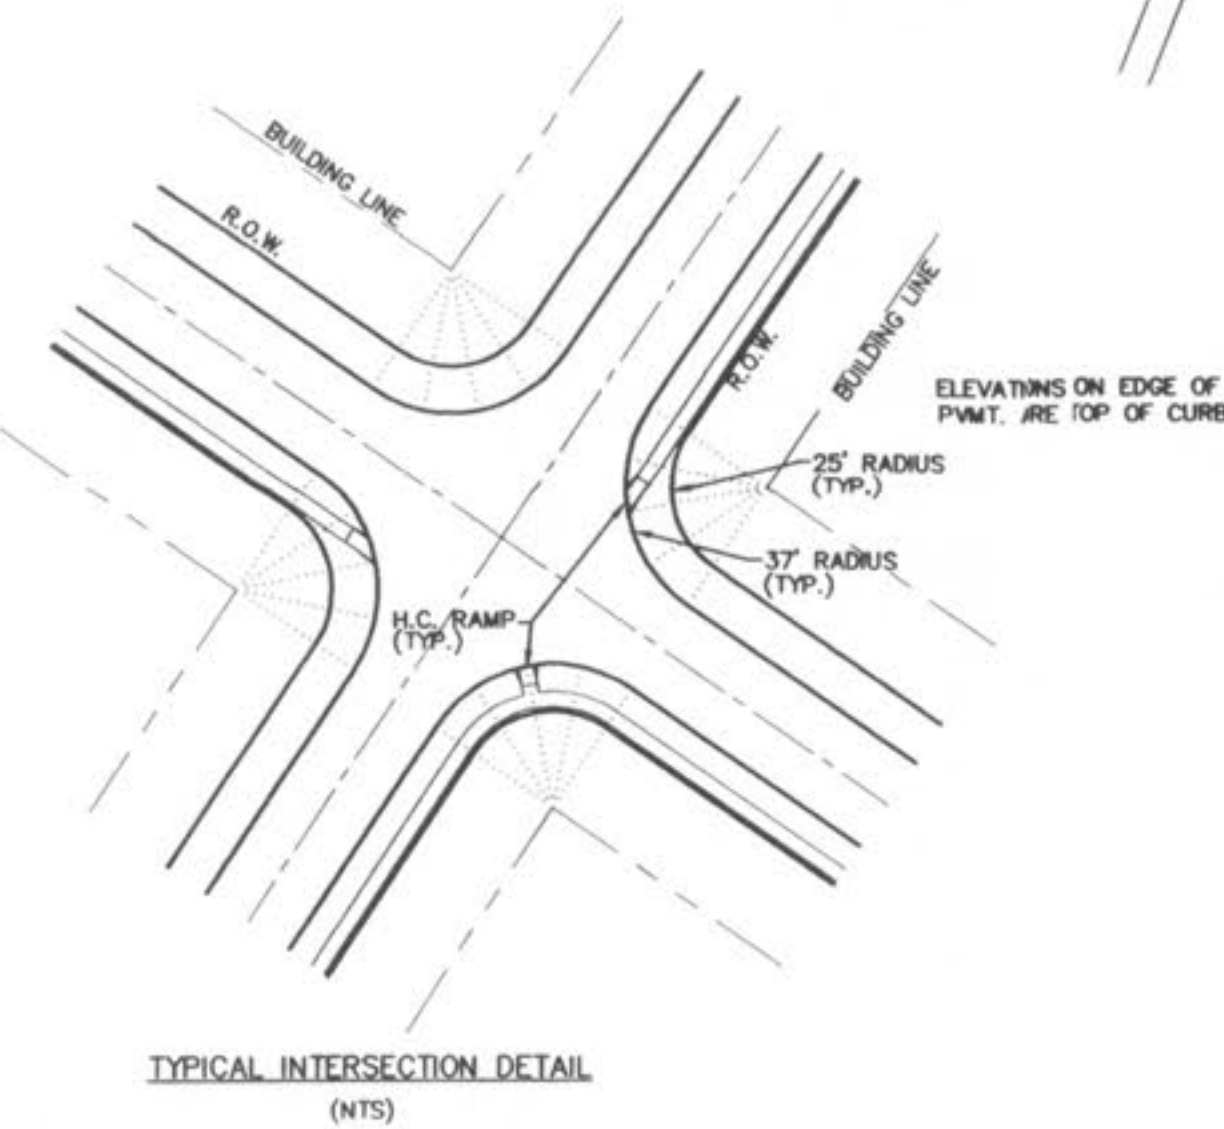 BUILDING LINE
R.O.W.
BUILDING LINE
R.O.W.
ELEVATIONS ON EDGE OF
PVMT. ARE TOP OF CURB
25' RADIUS
(TYP.)
37' RADIUS
(TYP.)
H.C. RAMP
(TYP.)
TYPICAL INTERSECTION DETAIL
(NTS)